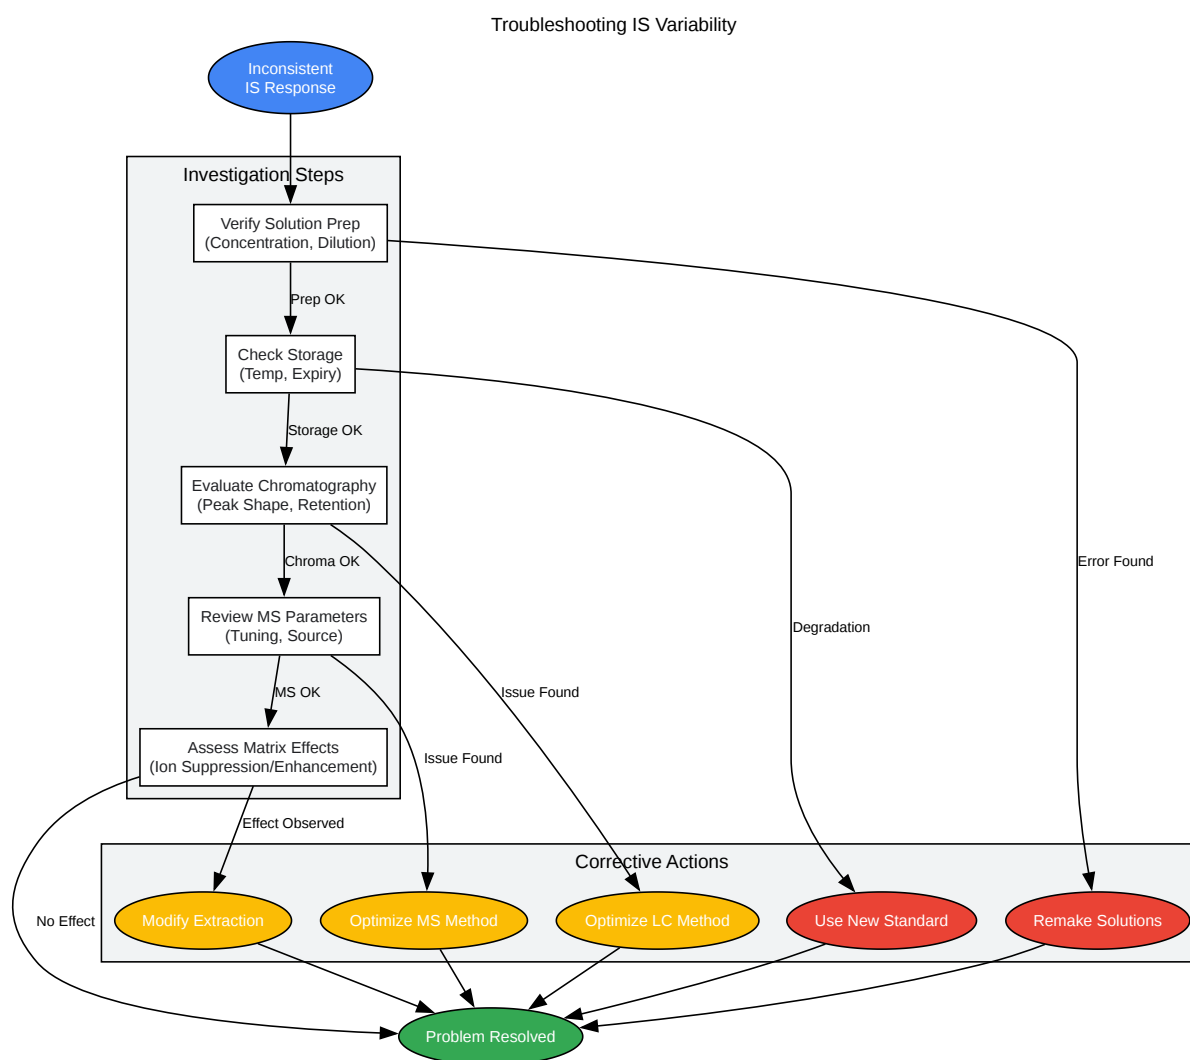 Troubleshooting IS Variability
Inconsistent
IS Response
Investigation Steps
Verify Solution Prep
(Concentration, Dilution)
Prep OK
Check Storage
(Temp, Expiry)
Storage OK
Evaluate Chromatography
(Peak Shape, Retention)
Chroma OK
Error Found
Review MS Parameters
(Tuning, Source)
Degradation
MS OK
Issue Found
Assess Matrix Effects
(Ion Suppression/Enhancement)
Issue Found
Effect Observed
Corrective Actions
No Effect
Modify Extraction
Optimize MS Method
Optimize LC Method
Use New Standard
Remake Solutions
Problem Resolved